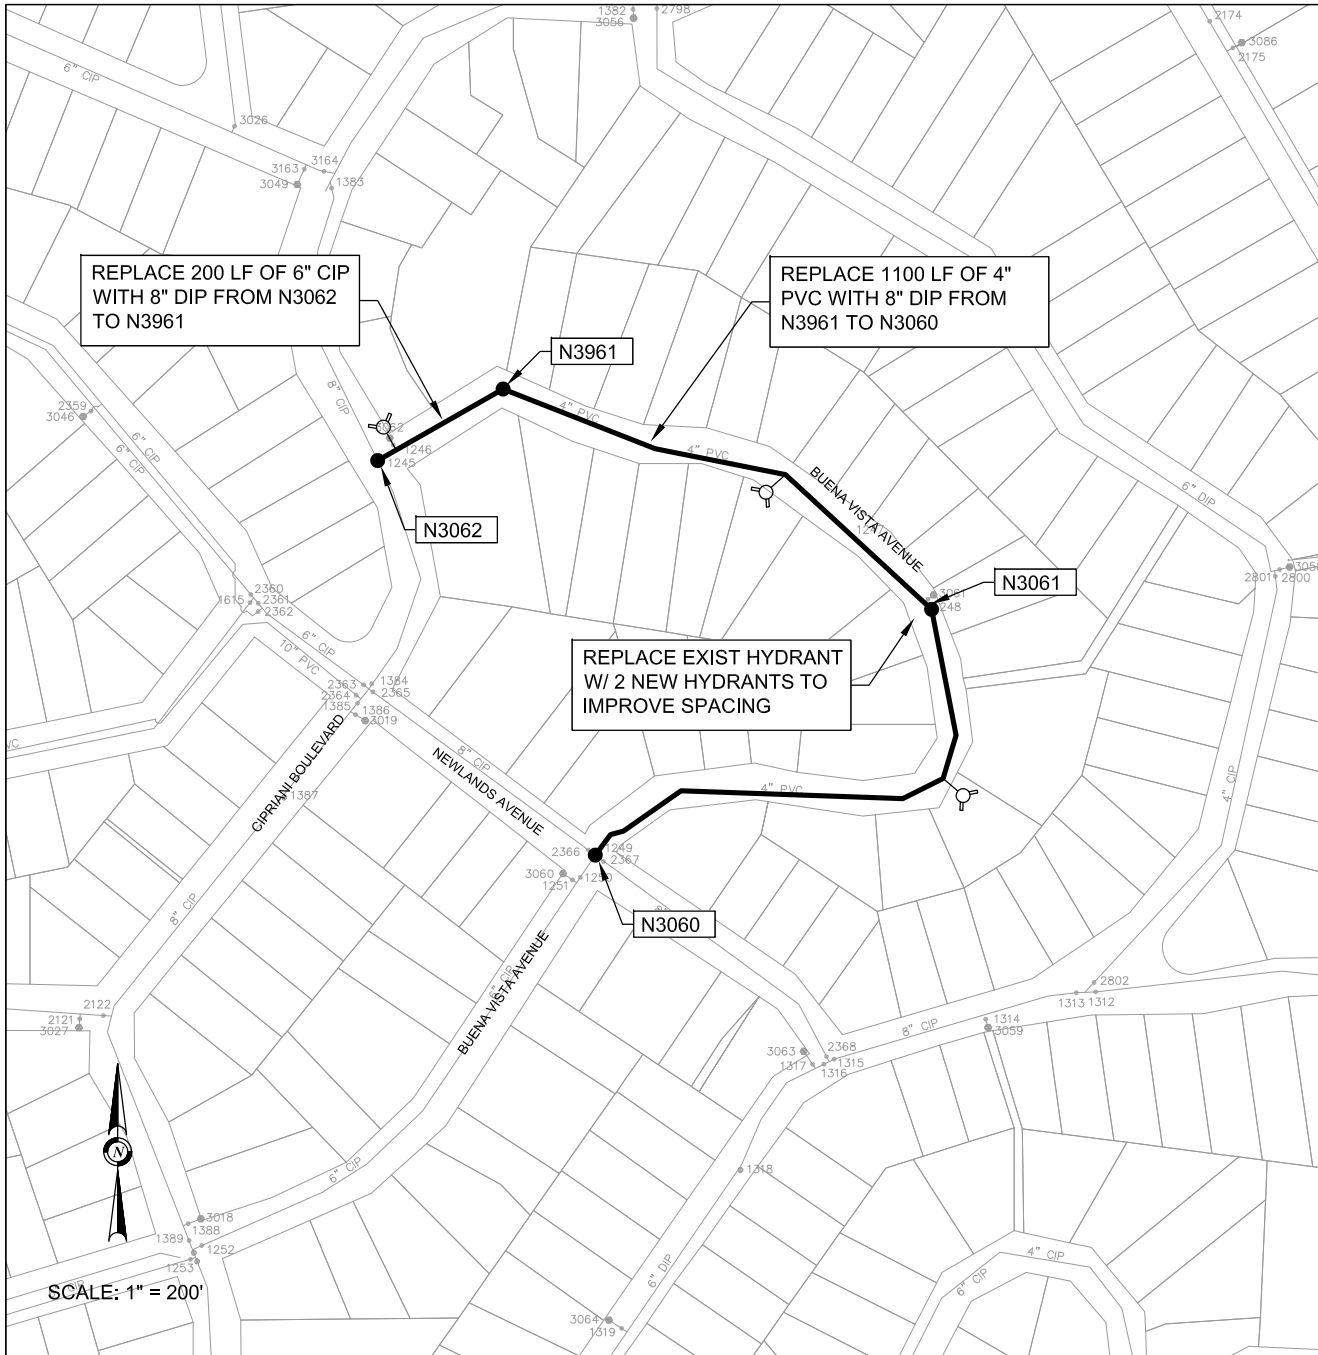 1382
3056
2798
2174
3086
2175
6" CIP
3026
3163
3164
3049
1383
REPLACE 200 LF OF 6" CIP
WITH 8" DIP FROM N3062
TO N3961
REPLACE 1100 LF OF 4"
PVC WITH 8" DIP FROM
N3961 TO N3060
N3961
8" CIP
2359
3046
6" CIP
6" CIP
4" PVC
1246
1245
4" PVC
N3062
BUENA VISTA AVENUE
6" DIP
2801
2800
N3061
3061
248
2360
2361
1615
2362
6" CIP
10" PVC
REPLACE EXIST HYDRANT
W/ 2 NEW HYDRANTS TO
IMPROVE SPACING
2363
1384
2364
2365
1385
1386
3019
CIPRIANI BOULEVARD
8" CIP
NEWLANDS AVENUE
1387
4" PVC
4" CIP
2366
1249
2367
3060
1251
1250
N3060
8" CIP
BUENA VISTA AVENUE
6" CIP
2802
1313
1312
2122
2121
3027
8" CIP
1314
3059
3063
2368
1317
1315
1316
N
6" CIP
1318
3018
1388
1389
1252
1253
4" CIP
6" CIP
6" DIP
SCALE: 1" = 200'
3064
1319